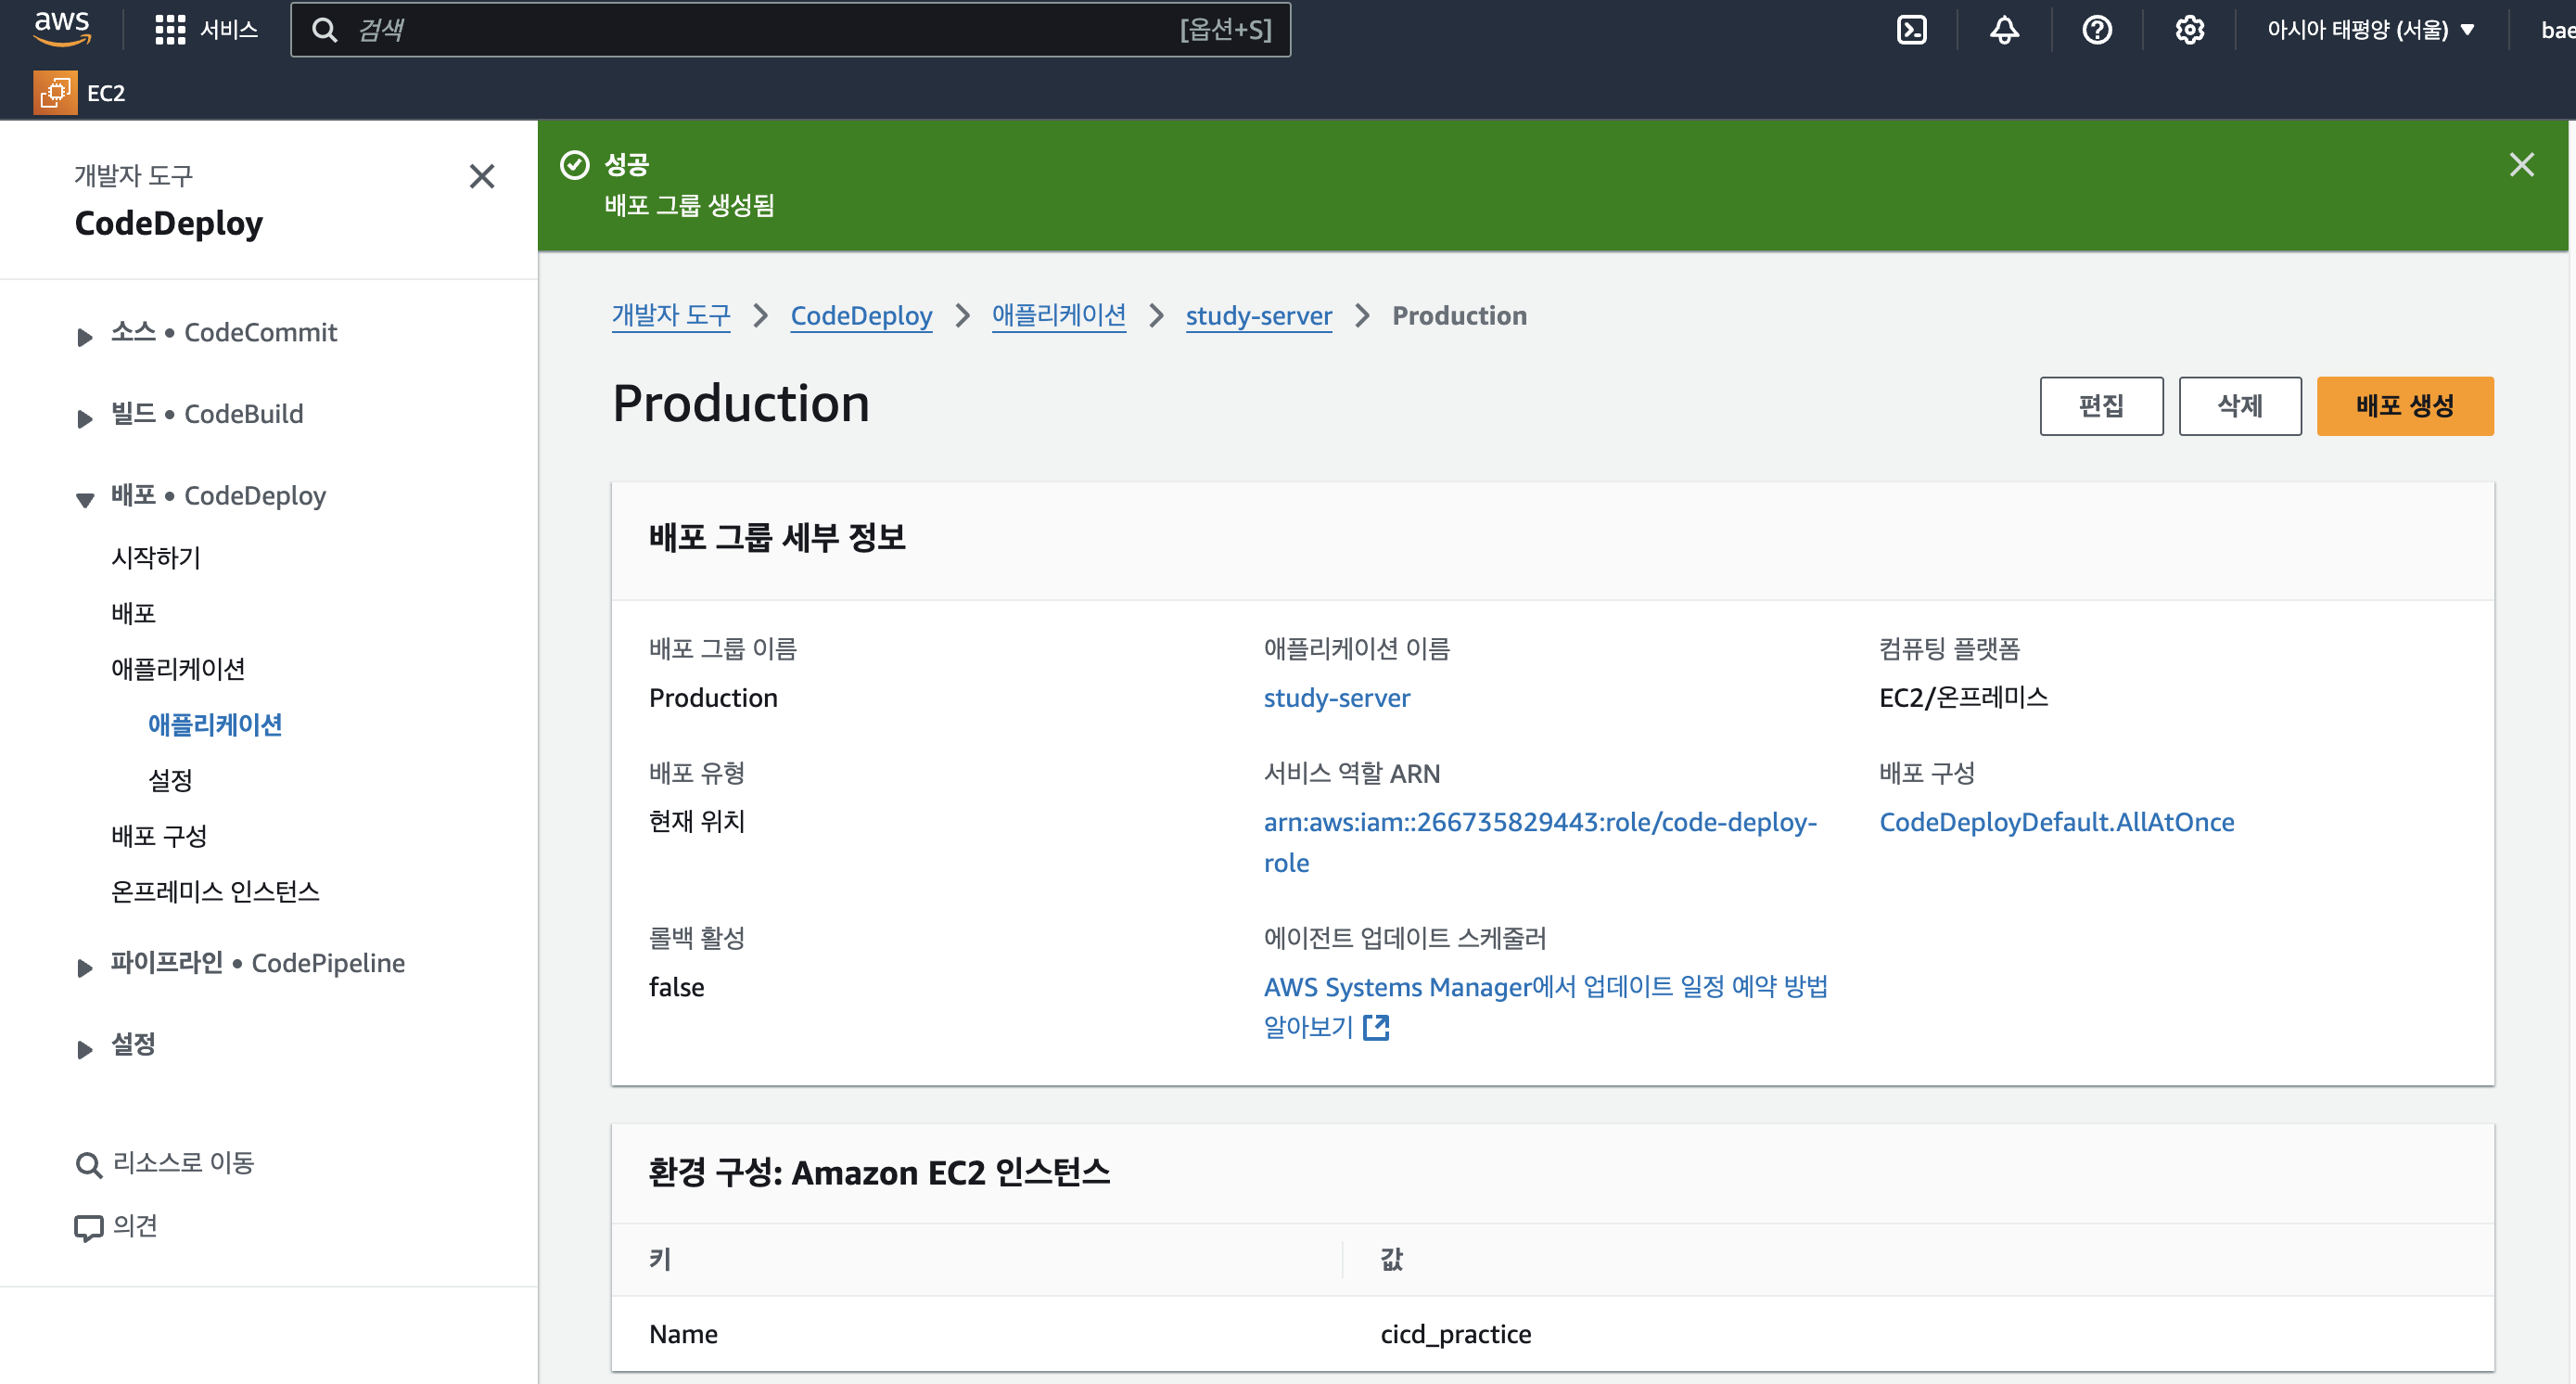 aws
서비스
검색
[옵션+S]
아시아 태평양 (서울)
bae
EC2
개발자 도구
CodeDeploy
소스 • CodeCommit
빌드 • CodeBuild
배포 • CodeDeploy
시작하기
배포
애플리케이션
애플리케이션
설정
배포 구성
온프레미스 인스턴스
파이프라인 • CodePipeline
설정
리소스로 이동
의견
성공
배포 그룹 생성됨
개발자 도구 > CodeDeploy > 애플리케이션 > study-server > Production
Production
편집
삭제
배포 생성
배포 그룹 세부 정보
배포 그룹 이름
Production
애플리케이션 이름
study-server
컴퓨팅 플랫폼
EC2/온프레미스
배포 유형
현재 위치
서비스 역할 ARN
arn:aws:iam::266735829443:role/code-deploy-
role
배포 구성
CodeDeployDefault.AllAtOnce
롤백 활성
false
에이전트 업데이트 스케줄러
AWS Systems Manager에서 업데이트 일정 예약 방법
알아보기
환경 구성: Amazon EC2 인스턴스
키
값
Name
cicd_practice